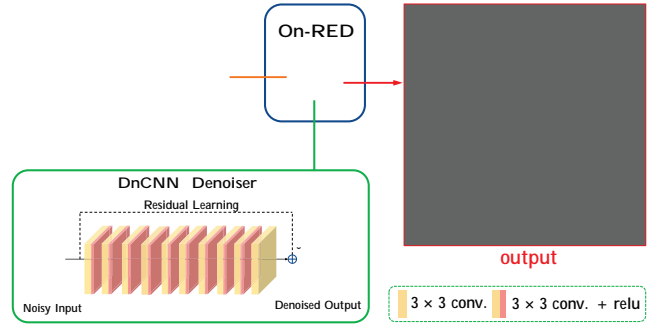 On-RED
DnCNN Denoiser
Residual Learning
Noisy Input
Denoised Output
output
3 × 3 conv.
3 × 3 conv. + relu